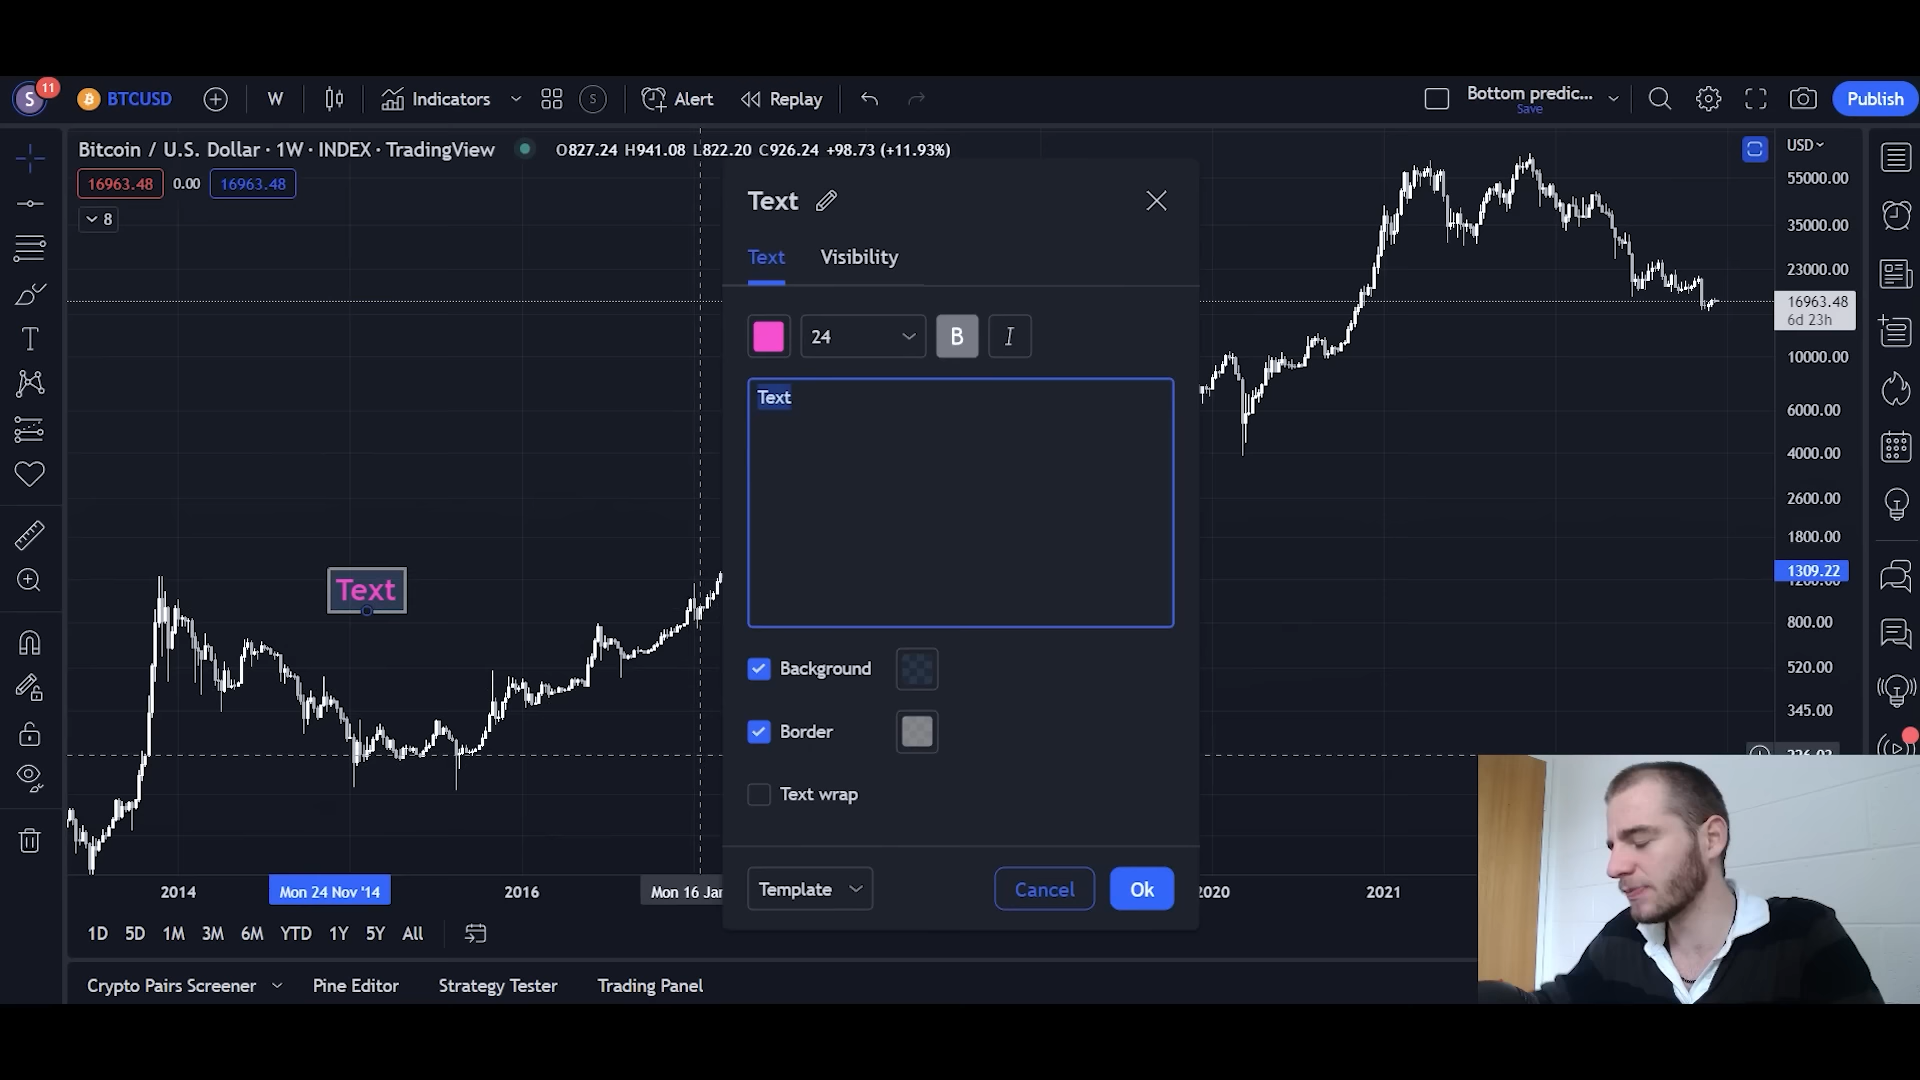 S 11 BTCUSD W Indicators S Alert Replay Bottom predic... Save Publish
Bitcoin / U.S. Dollar · 1W · INDEX · TradingView O827.24 H941.08 L822.20 C926.24 +98.73 (+11.93%)
USD
16963.48 0.00 16963.48
8
Text
Text Visibility
24 B I
Text
Text
Background
Border
Text wrap
Template Cancel Ok
55000.00
35000.00
23000.00
16963.48
6d 23h
10000.00
6000.00
4000.00
2600.00
1800.00
1309.22
800.00
520.00
345.00
2014 Mon 24 Nov '14 2016 Mon 16 Jan 2020 2021
1D 5D 1M 3M 6M YTD 1Y 5Y All
Crypto Pairs Screener Pine Editor Strategy Tester Trading Panel